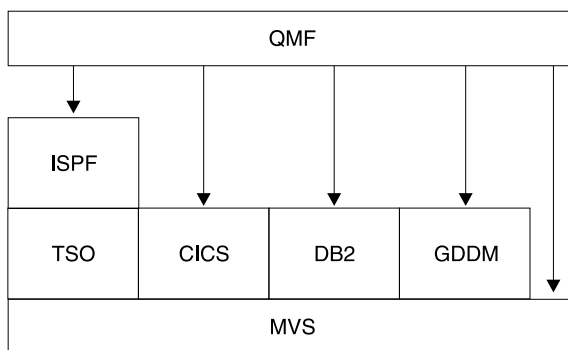 QMF
ISPF
TSO
CICS
DB2
GDDM
MVS